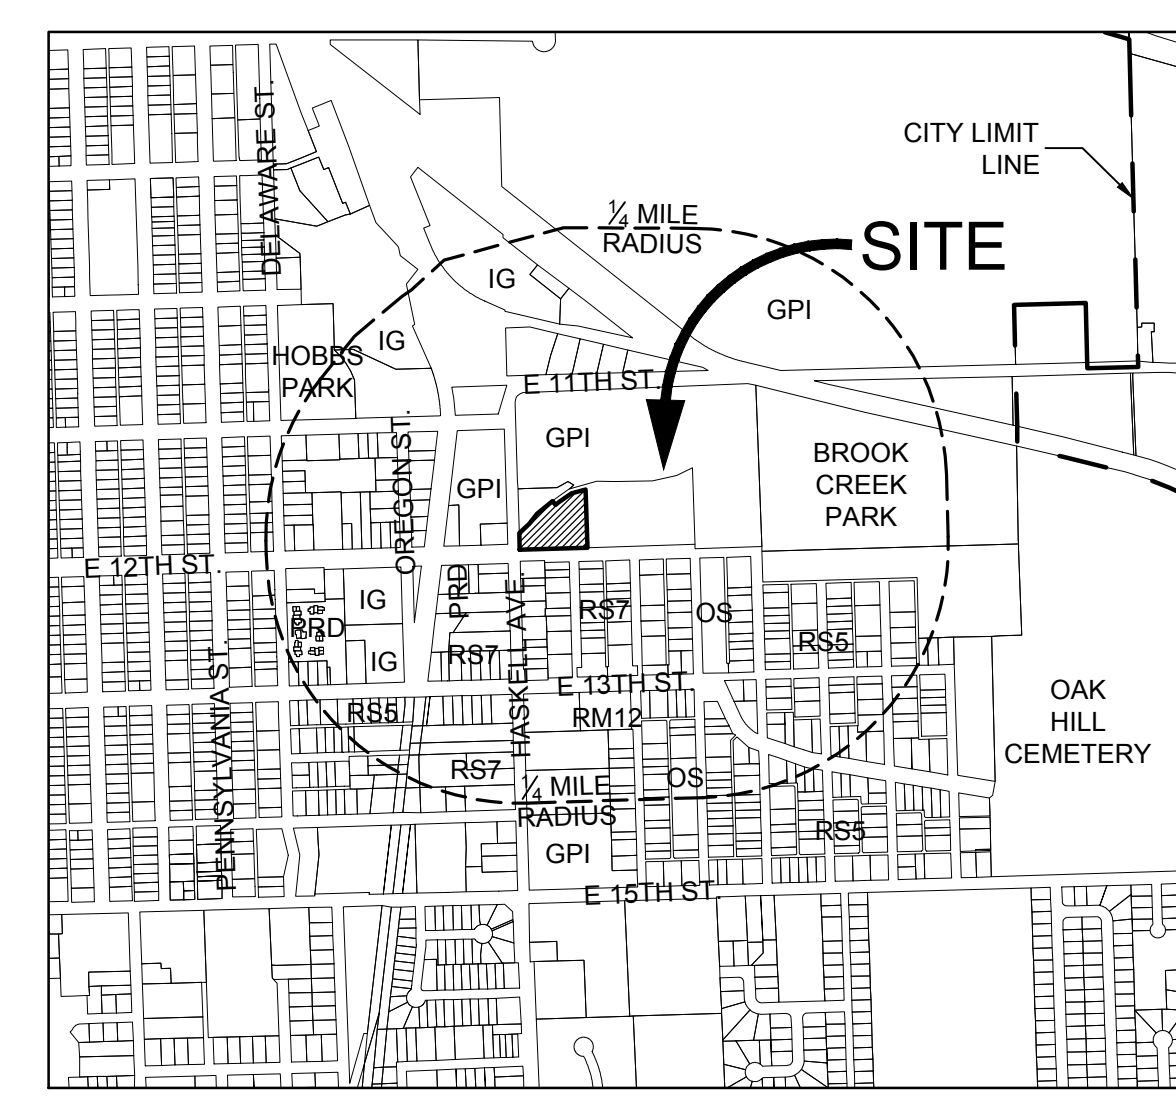 DELAWARE ST.
CITY LIMIT
LINE
¼ MILE
RADIUS
SITE
IG
GPI
IG
HOBBS
PARK
E 11TH ST.
GPI
BROOK
CREEK
PARK
OREGON ST.
GPI
E 12TH ST.
PRD
IG
PRD
HASKELL AVE.
RS7
OS
RS5
IG
RS7
E 13TH ST.
PENNSYLVANIA ST.
RS5
RM12
OAK
HILL
CEMETERY
RS7
¼ MILE
RADIUS
OS
RS5
GPI
E 15TH ST.